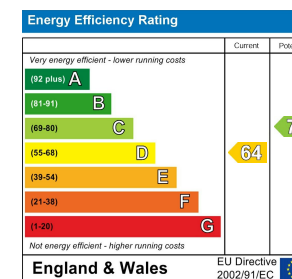 Energy Efficiency Rating
Current
Very energy efficient - lower running costs
(92 plus) A
(81-91) B
(69-80) C
(55-68) D 64
(39-54) E
(21-38) F
(1-20) G
Not energy efficient - higher running costs
England & Wales
EU Directive
2002/91/EC